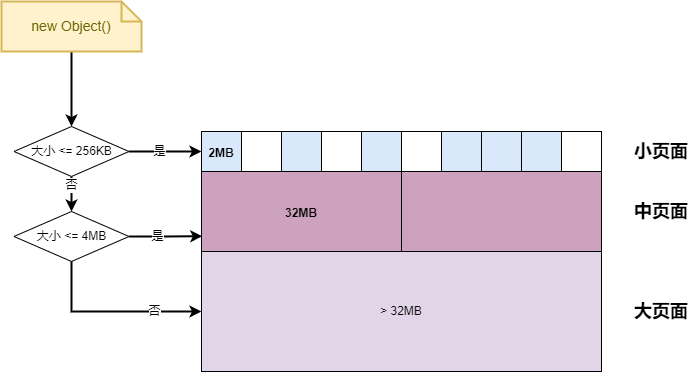 new Object()
大小 <= 256KB
是
2MB
小页面
否
32MB
中页面
大小 <= 4MB
是
否
> 32MB
大页面